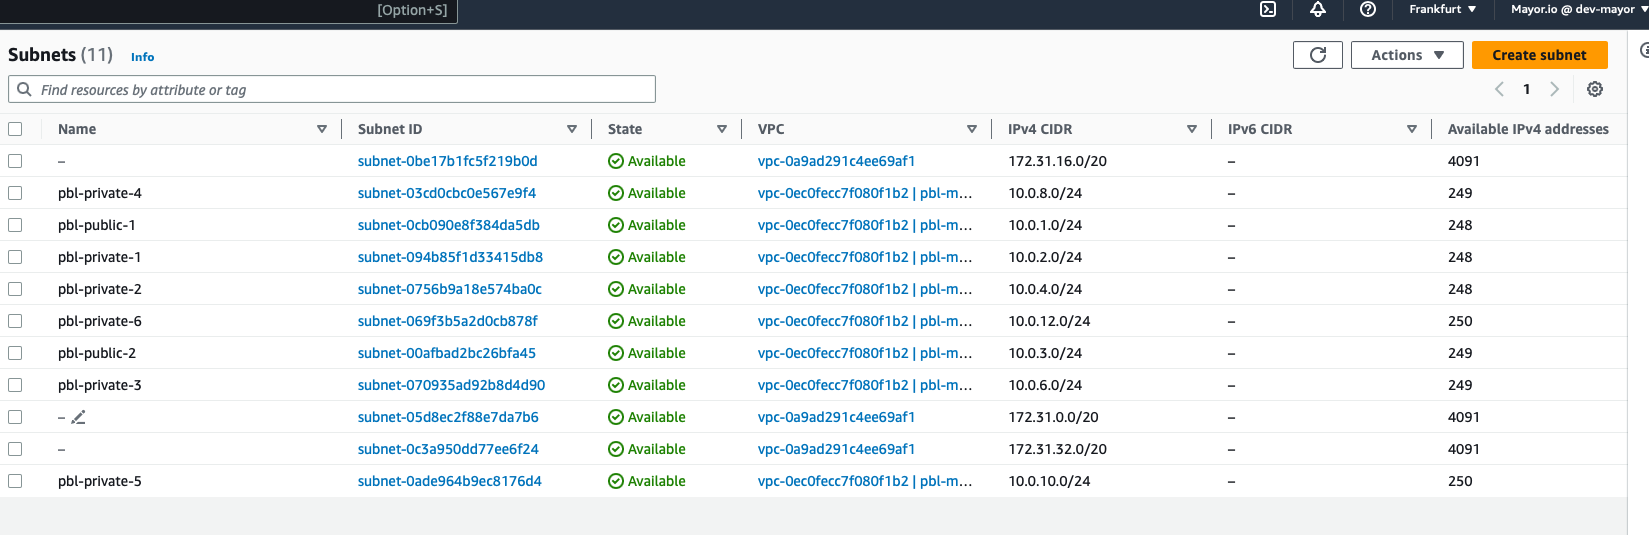 [Option+S]
Frankfurt ▼ Mayor.io @ dev-mayor ▼
Subnets (11) Info
Actions ▼ Create subnet
Find resources by attribute or tag
1
Name Subnet ID State VPC IPv4 CIDR IPv6 CIDR Available IPv4 addresses
– subnet-0be17b1fc5f219b0d Available vpc-0a9ad291c4ee69af1 172.31.16.0/20 – 4091
pbl-private-4 subnet-03cd0cbc0e567e9f4 Available vpc-0ec0fecc7f080f1b2 | pbl-m... 10.0.8.0/24 – 249
pbl-public-1 subnet-0cb090e8f384da5db Available vpc-0ec0fecc7f080f1b2 | pbl-m... 10.0.1.0/24 – 248
pbl-private-1 subnet-094b85f1d33415db8 Available vpc-0ec0fecc7f080f1b2 | pbl-m... 10.0.2.0/24 – 248
pbl-private-2 subnet-0756b9a18e574ba0c Available vpc-0ec0fecc7f080f1b2 | pbl-m... 10.0.4.0/24 – 248
pbl-private-6 subnet-069f3b5a2d0cb878f Available vpc-0ec0fecc7f080f1b2 | pbl-m... 10.0.12.0/24 – 250
pbl-public-2 subnet-00afbad2bc26bfa45 Available vpc-0ec0fecc7f080f1b2 | pbl-m... 10.0.3.0/24 – 249
pbl-private-3 subnet-070935ad92b8d4d90 Available vpc-0ec0fecc7f080f1b2 | pbl-m... 10.0.6.0/24 – 249
– subnet-05d8ec2f88e7da7b6 Available vpc-0a9ad291c4ee69af1 172.31.0.0/20 – 4091
– subnet-0c3a950dd77ee6f24 Available vpc-0a9ad291c4ee69af1 172.31.32.0/20 – 4091
pbl-private-5 subnet-0ade964b9ec8176d4 Available vpc-0ec0fecc7f080f1b2 | pbl-m... 10.0.10.0/24 – 250